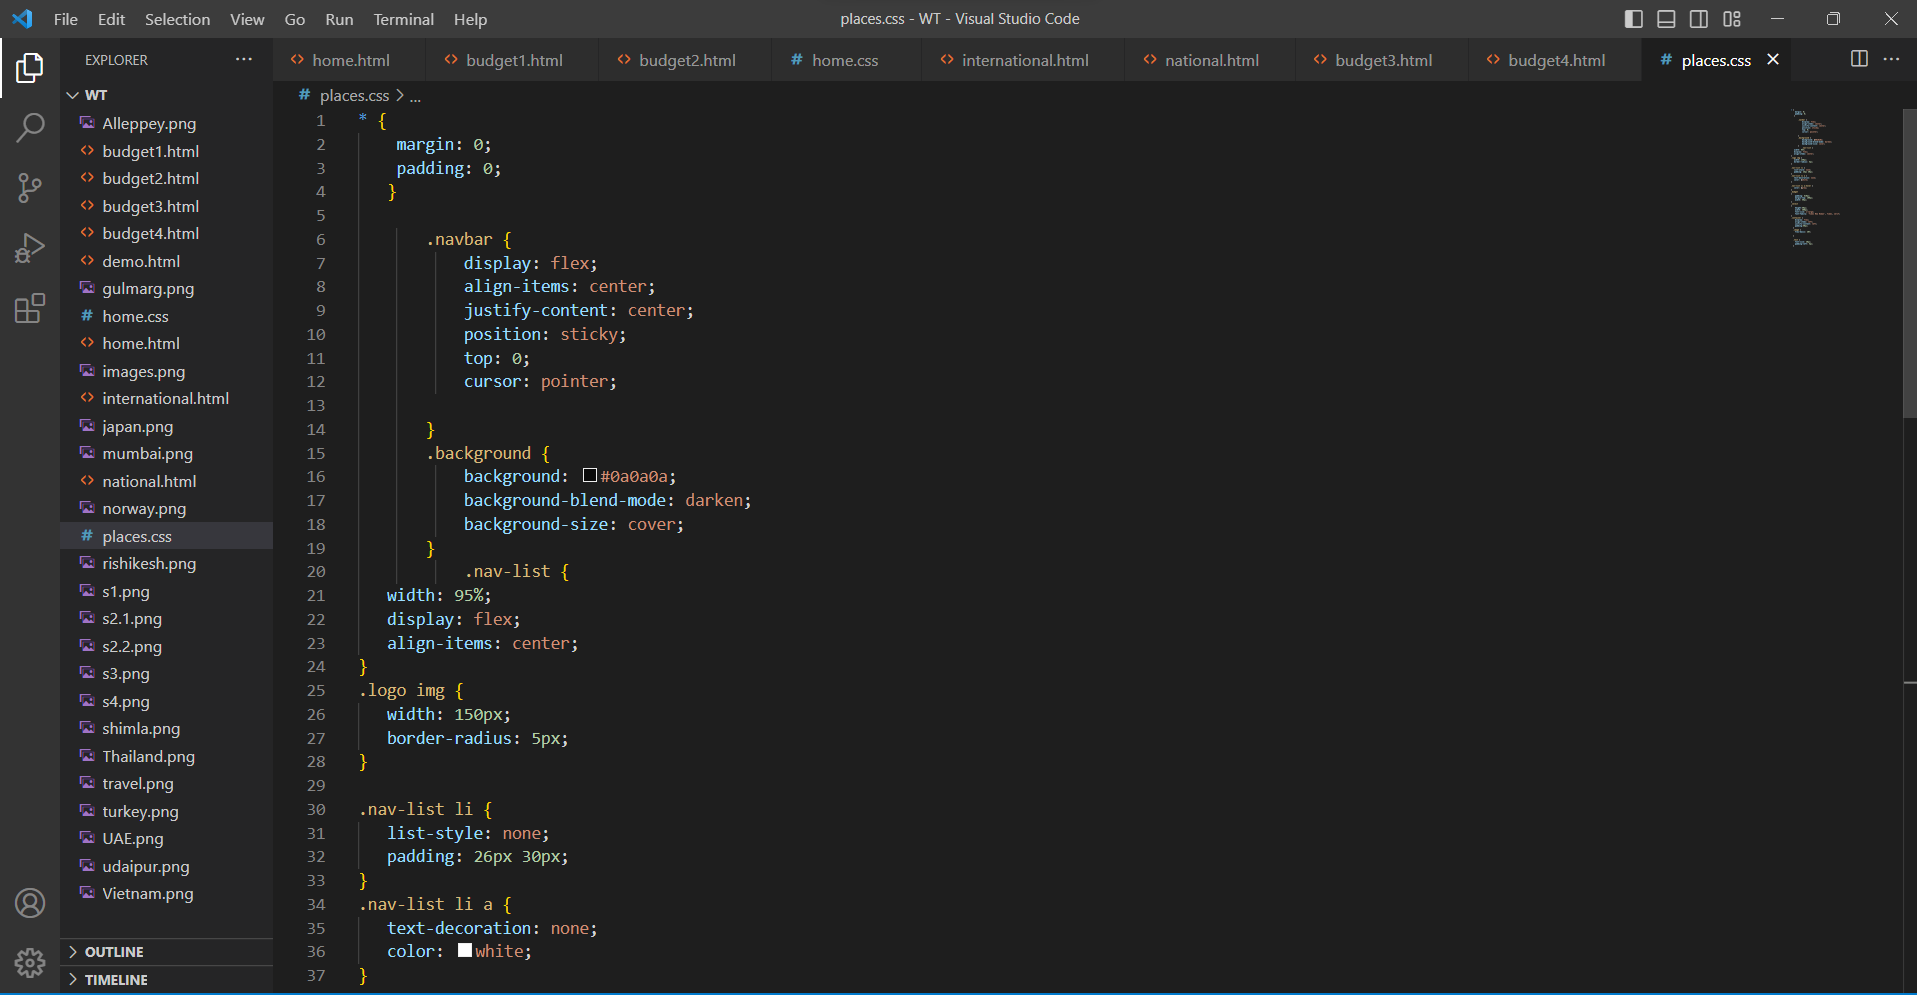 File Edit Selection View Go Run Terminal Help
places.css - WT - Visual Studio Code
EXPLORER
home.html
budget1.html
budget2.html
home.css
international.html
national.html
budget3.html
budget4.html
places.css
WT
Alleppey.png
budget1.html
budget2.html
budget3.html
budget4.html
demo.html
gulmarg.png
home.css
home.html
images.png
international.html
japan.png
mumbai.png
national.html
norway.png
places.css
rishikesh.png
s1.png
s2.1.png
s2.2.png
s3.png
s4.png
shimla.png
Thailand.png
travel.png
turkey.png
UAE.png
udaipur.png
Vietnam.png
OUTLINE
TIMELINE
# places.css > ...
1 * {
2 margin: 0;
3 padding: 0;
4 }
5
6 .navbar {
7 display: flex;
8 align-items: center;
9 justify-content: center;
10 position: sticky;
11 top: 0;
12 cursor: pointer;
13
14 }
15 .background {
16 background: #0a0a0a;
17 background-blend-mode: darken;
18 background-size: cover;
19 }
20 .nav-list {
21 width: 95%;
22 display: flex;
23 align-items: center;
24 }
25 .logo img {
26 width: 150px;
27 border-radius: 5px;
28 }
29
30 .nav-list li {
31 list-style: none;
32 padding: 26px 30px;
33 }
34 .nav-list li a {
35 text-decoration: none;
36 color: white;
37 }